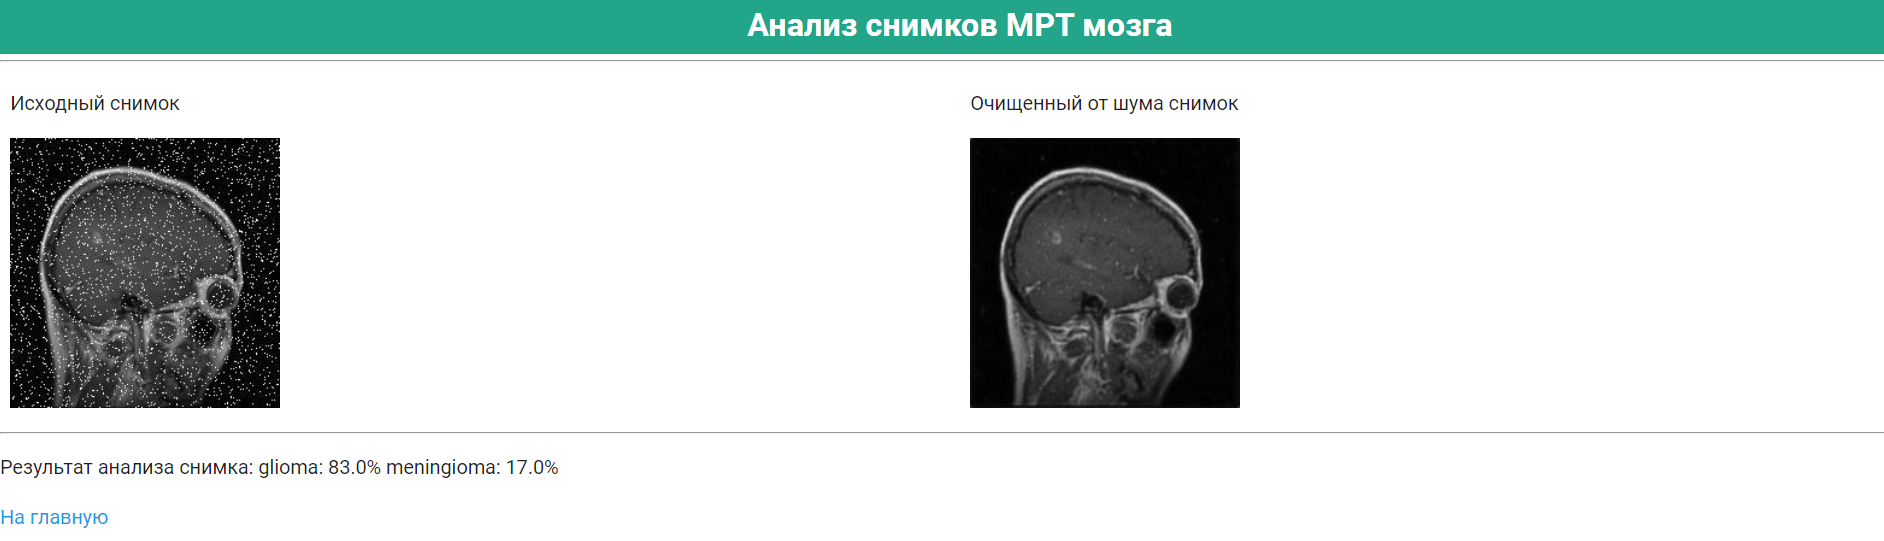 Анализ снимков МРТ мозга
Исходный снимок
Очищенный от шума снимок
Результат анализа снимка: glioma: 83.0% meningioma: 17.0%
На главную